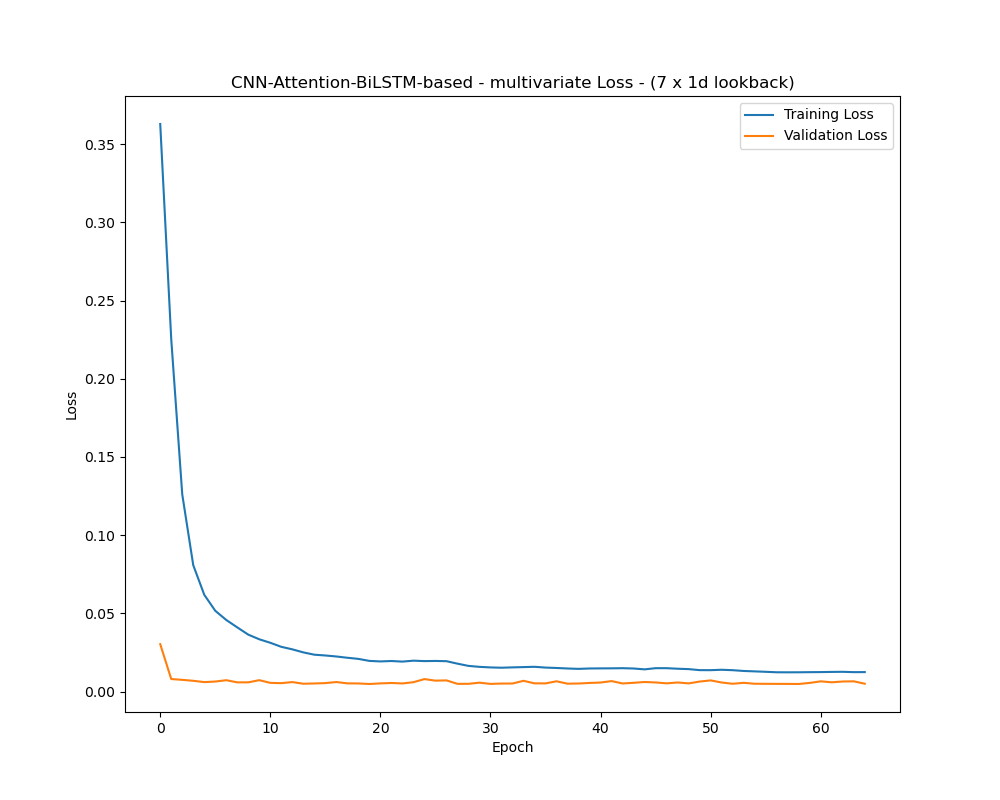 CNN-Attention-BiLSTM-based - multivariate Loss - (7 x 1d lookback)
Training Loss
Validation Loss
0.35
0.30
0.25
0.20
0.15
0.10
0.05
0.00
Loss
0 10 20 30 40 50 60
Epoch